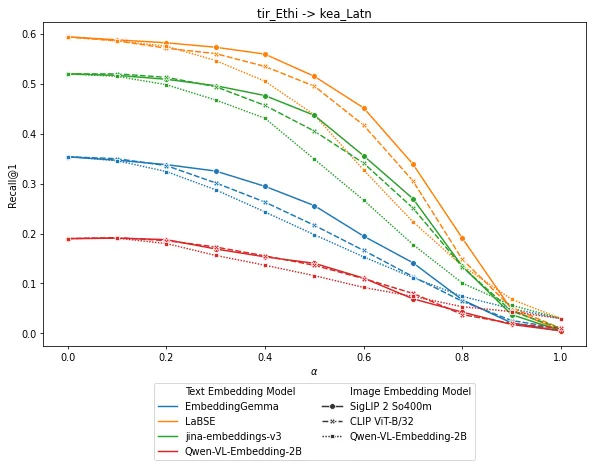 tir_Ethi -> kea_Latn
Recall@1
0.6
0.5
0.4
0.3
0.2
0.1
0.0
0.0
0.2
0.4
0.6
0.8
1.0
α
Text Embedding Model
EmbeddingGemma
LaBSE
jina-embeddings-v3
Qwen-VL-Embedding-2B
Image Embedding Model
SigLIP 2 So400m
CLIP ViT-B/32
Qwen-VL-Embedding-2B